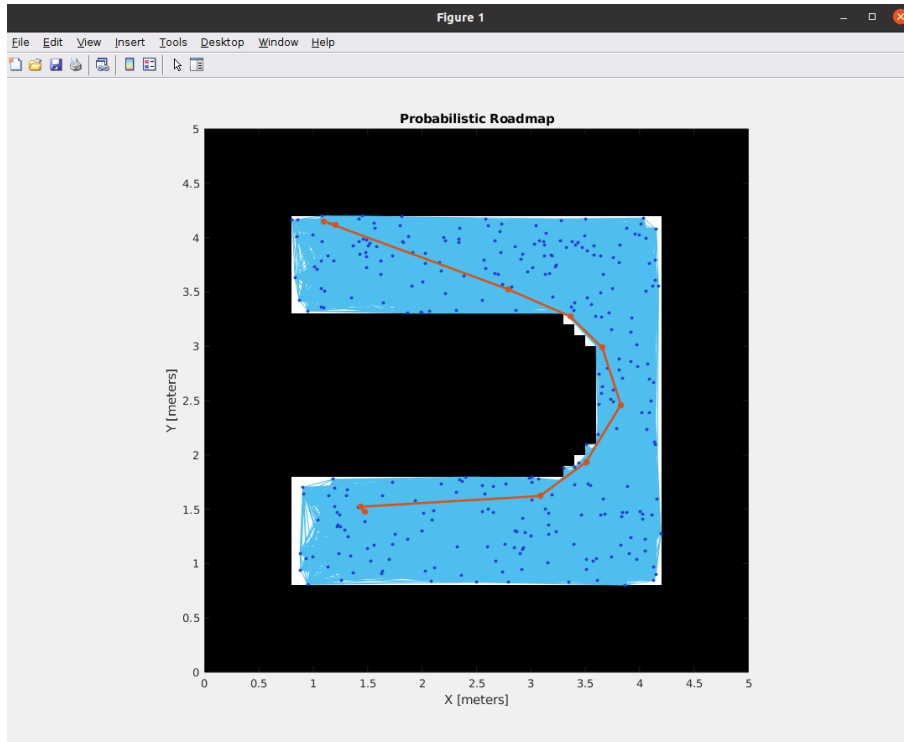 Figure 1
File Edit View Insert Tools Desktop Window Help
Probabilistic Roadmap
5
4.5
4
3.5
3
2.5
2
1.5
1
0.5
0
Y [meters]
0 0.5 1 1.5 2 2.5 3 3.5 4 4.5 5
X [meters]